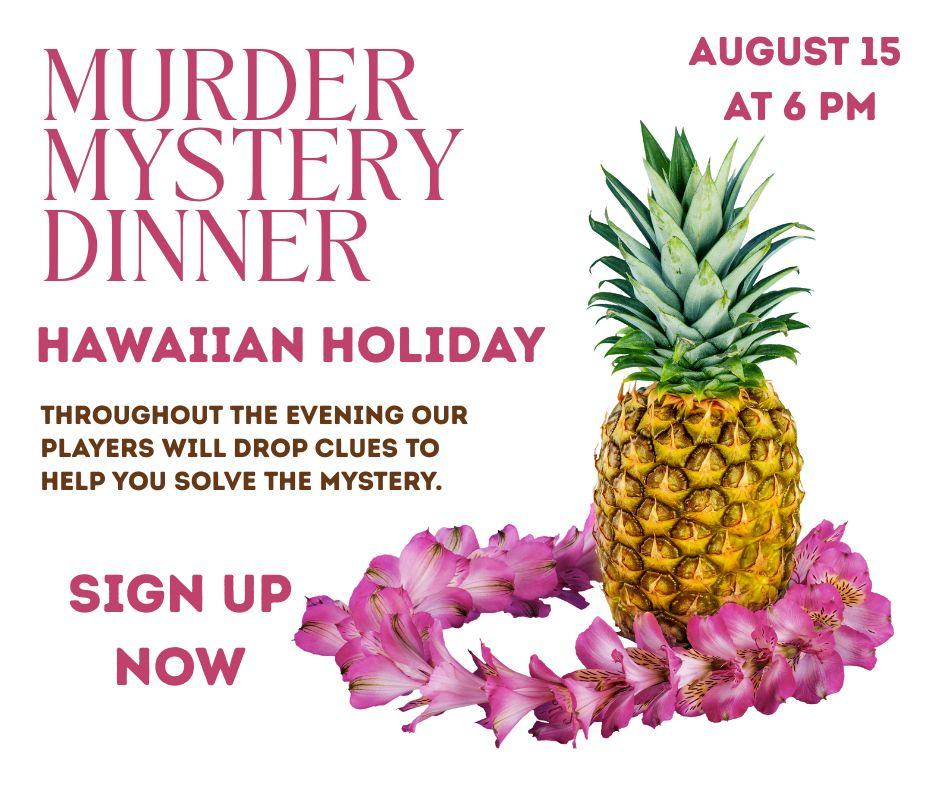 MURDER
MYSTERY
DINNER
AUGUST 15
AT 6 PM
HAWAIIAN HOLIDAY
THROUGHOUT THE EVENING OUR
PLAYERS WILL DROP CLUES TO
HELP YOU SOLVE THE MYSTERY.
SIGN UP
NOW